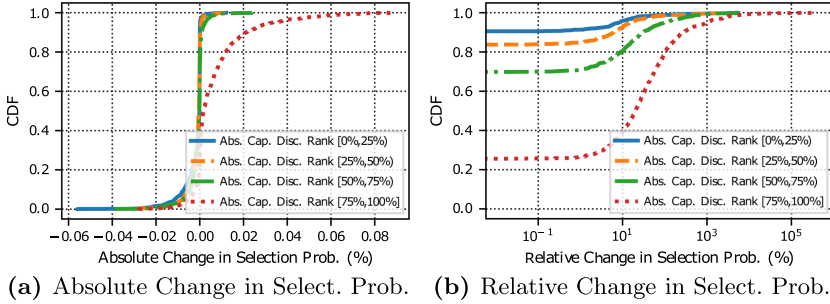 1.0
0.8
0.6
0.4
0.2
0.0
CDF
Abs. Cap. Disc. Rank [0%,25%)
Abs. Cap. Disc. Rank [25%,50%)
Abs. Cap. Disc. Rank [50%,75%)
Abs. Cap. Disc. Rank [75%,100%]
−0.06 −0.04 −0.02 0.00 0.02 0.04 0.06 0.08
Absolute Change in Selection Prob. (%)
(a) Absolute Change in Select. Prob.
1.0
0.8
0.6
0.4
0.2
0.0
CDF
Abs. Cap. Disc. Rank [0%,25%)
Abs. Cap. Disc. Rank [25%,50%)
Abs. Cap. Disc. Rank [50%,75%)
Abs. Cap. Disc. Rank [75%,100%]
10⁻¹ 10¹ 10³ 10⁵
Relative Change in Selection Prob. (%)
(b) Relative Change in Select. Prob.